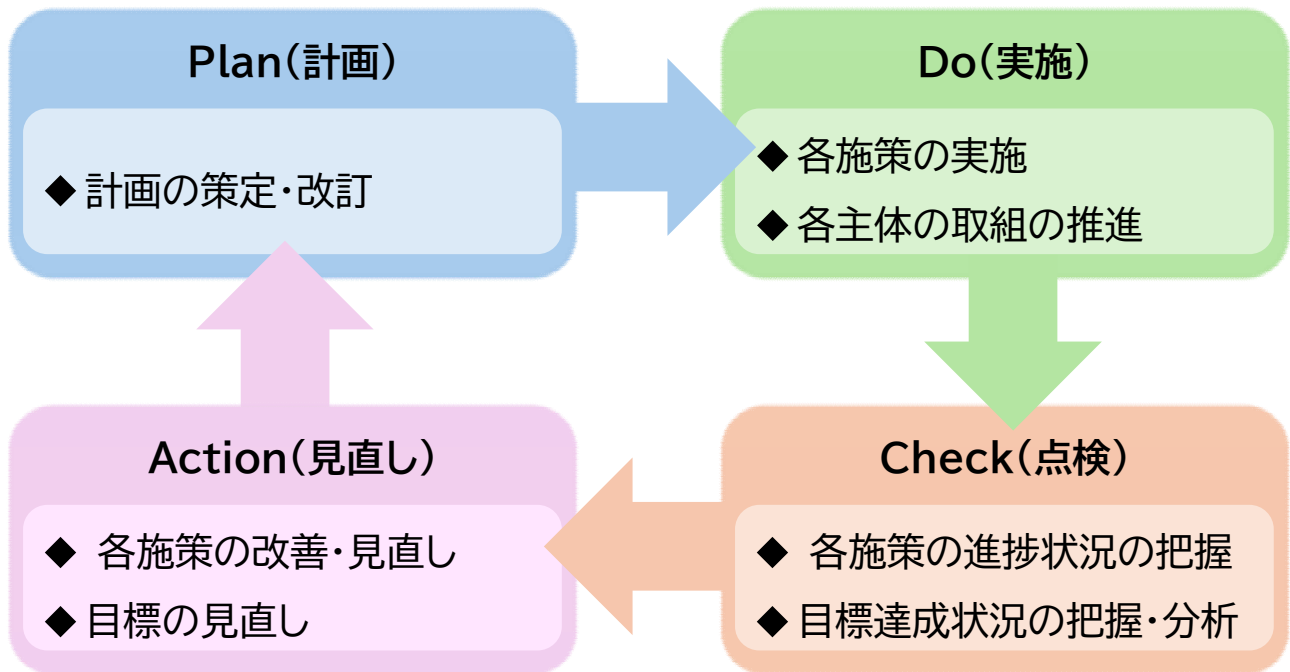 Plan(計画)
◆ 計画の策定・改訂
Do(実施)
◆ 各施策の実施
◆ 各主体の取組の推進
Action(見直し)
◆ 各施策の改善・見直し
◆ 目標の見直し
Check(点検)
◆ 各施策の進捗状況の把握
◆ 目標達成状況の把握・分析